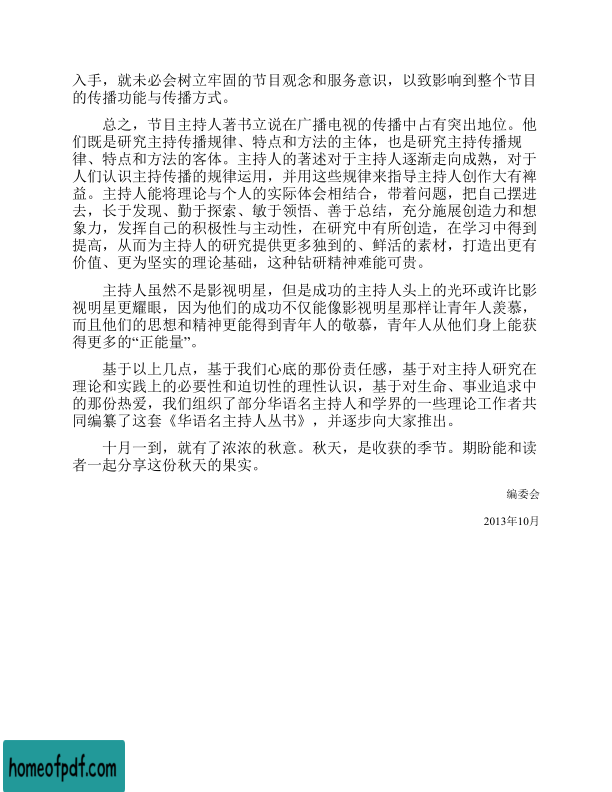 入手，就未必会树立牢固的节目观念和服务意识，以致影响到整个节目
的传播功能与传播方式。
总之，节目主持人著书立说在广播电视的传播中占有突出地位。他
们既是研究主持传播规律、特点和方法的主体，也是研究主持传播规
律、特点和方法的客体。主持人的著述对于主持人逐渐走向成熟，对于
人们认识主持传播的规律运用，并用这些规律来指导主持人创作大有裨
益。主持人能将理论与个人的实际体会相结合，带着问题，把自己摆进
去，长于发现、勤于探索、敏于领悟、善于总结，充分施展创造力和想
象力，发挥自己的积极性与主动性，在研究中有所创造，在学习中得到
提高，从而为主持人的研究提供更多独到的、鲜活的素材，打造出更有
价值、更为坚实的理论基础，这种钻研精神难能可贵。
主持人虽然不是影视明星，但是成功的主持人头上的光环或许比影
视明星更耀眼，因为他们的成功不仅能像影视明星那样让青年人羡慕，
而且他们的思想和精神更能得到青年人的敬慕，青年人从他们身上能获
得更多的“正能量”。
基于以上几点，基于我们心底的那份责任感，基于对主持人研究在
理论和实践上的必要性和迫切性的理性认识，基于对生命、事业追求中
的那份热爱，我们组织了部分华语名主持人和学界的一些理论工作者共
同编纂了这套《华语名主持人丛书》，并逐步向大家推出。
十月一到，就有了浓浓的秋意。秋天，是收获的季节。期盼能和读
者一起分享这份秋天的果实。
编委会
2013年10月
homeofpdf.com